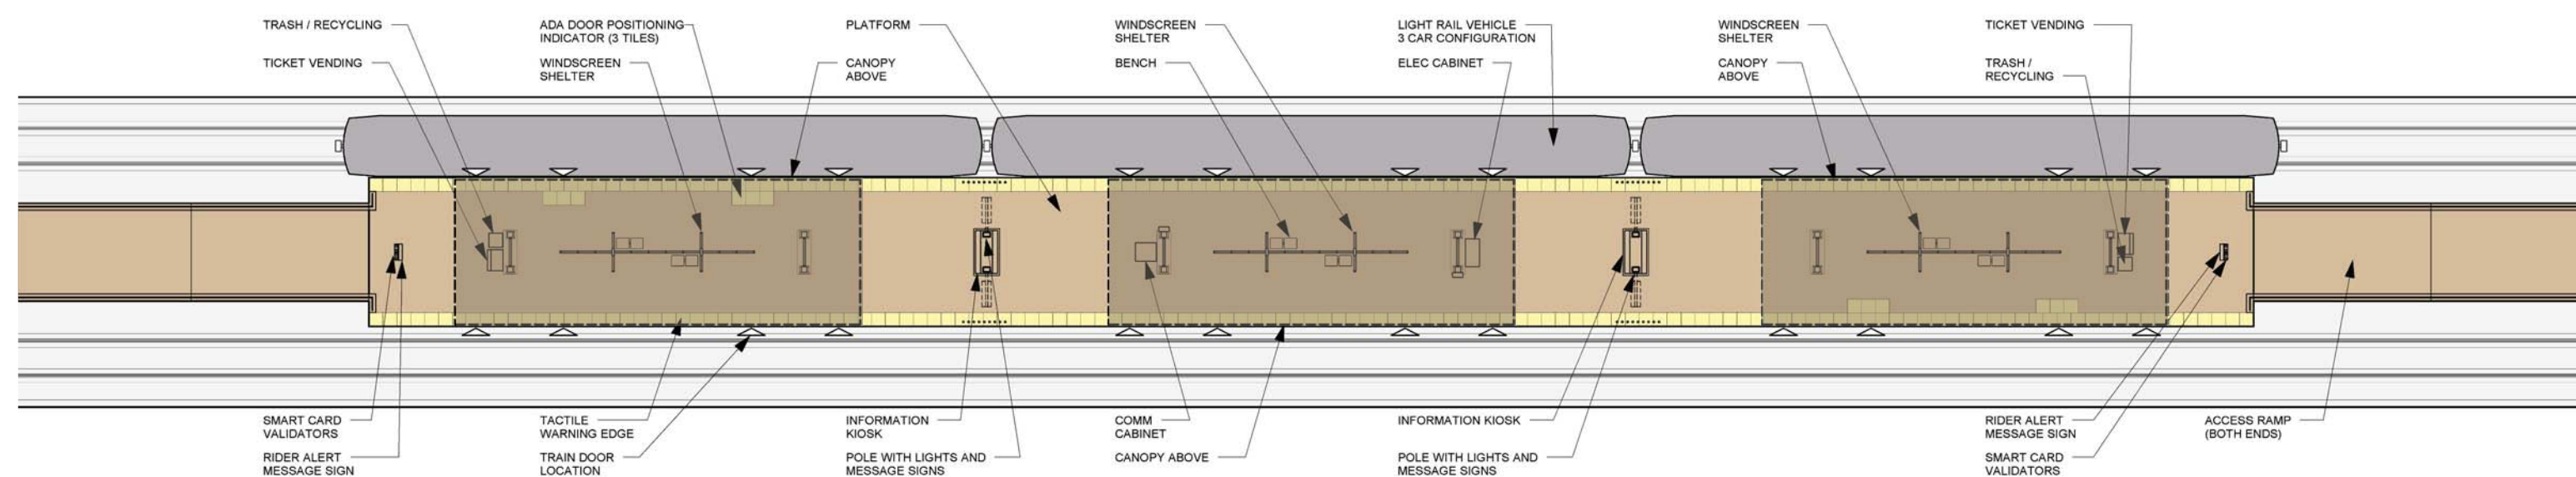 TRASH / RECYCLING
TICKET VENDING
ADA DOOR POSITIONING
INDICATOR (3 TILES)
WINDSCREEN
SHELTER
PLATFORM
CANOPY
ABOVE
WINDSCREEN
SHELTER
BENCH
LIGHT RAIL VEHICLE
3 CAR CONFIGURATION
ELEC CABINET
WINDSCREEN
SHELTER
CANOPY
ABOVE
TICKET VENDING
TRASH /
RECYCLING
SMART CARD
VALIDATORS
RIDER ALERT
MESSAGE SIGN
TACTILE
WARNING EDGE
TRAIN DOOR
LOCATION
INFORMATION
KIOSK
POLE WITH LIGHTS AND
MESSAGE SIGNS
COMM
CABINET
CANOPY ABOVE
INFORMATION KIOSK
POLE WITH LIGHTS AND
MESSAGE SIGNS
RIDER ALERT
MESSAGE SIGN
SMART CARD
VALIDATORS
ACCESS RAMP
(BOTH ENDS)